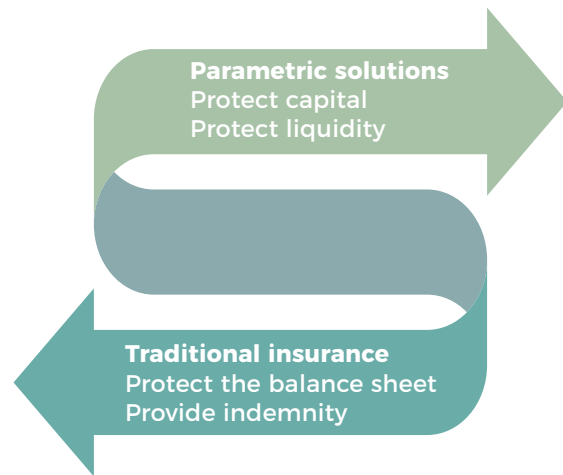 Parametric solutions
Protect capital
Protect liquidity
Traditional insurance
Protect the balance sheet
Provide indemnity